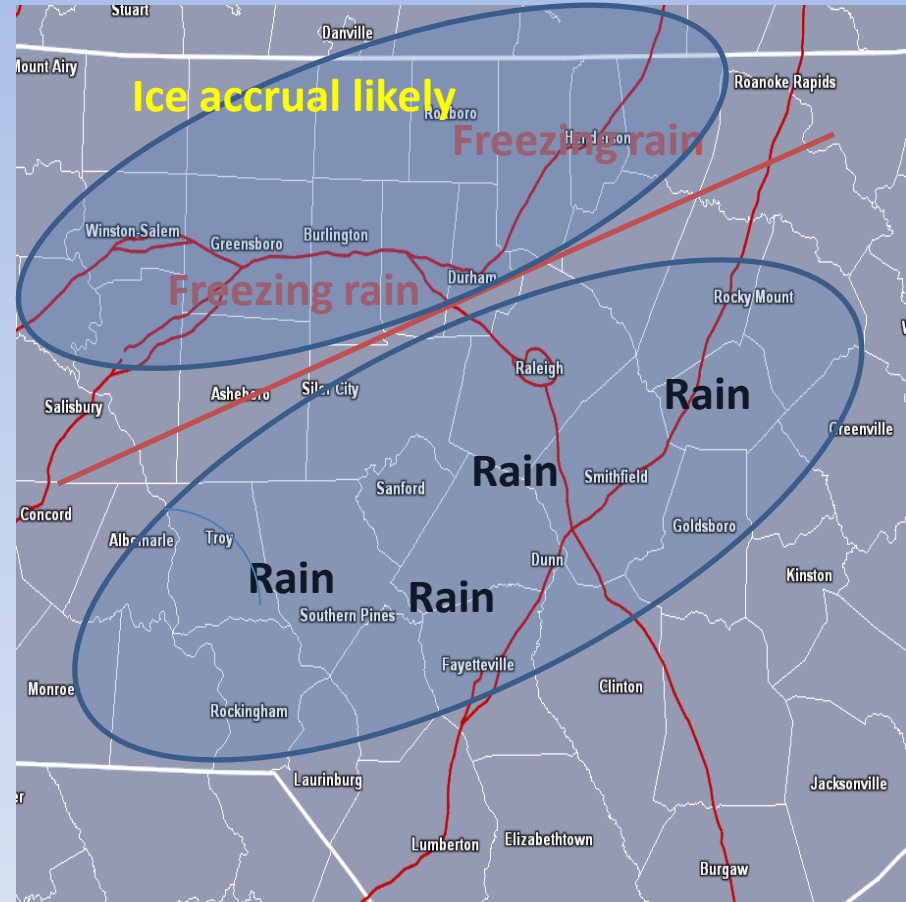 Stuart
Danville
Mount Airy
Roanoke Rapids
Ice accrual likely
Roxboro
Freezing rain
Henderson
Winston-Salem
Greensboro
Burlington
Durham
Freezing rain
Rocky Mount
Raleigh
Asheboro
Siler City
Rain
Salisbury
Greenville
Rain
Sanford
Smithfield
Concord
Goldsboro
Albemarle
Troy
Dunn
Rain
Kinston
Rain
Southern Pines
Fayetteville
Monroe
Clinton
Rockingham
Laurinburg
Jacksonville
Lumberton
Elizabethtown
Burgaw